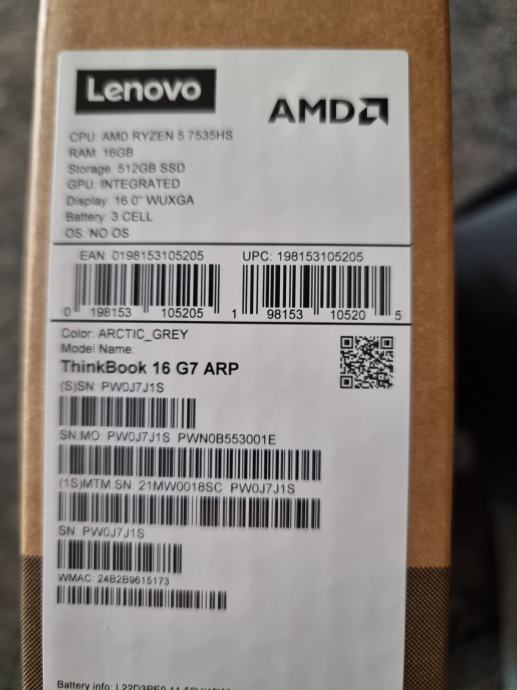 Lenovo
AMD
CPU: AMD RYZEN 5 7535HS
RAM: 16GB
Storage: 512GB SSD
GPU: INTEGRATED
Display: 16.0" WUXGA
Battery: 3 CELL
OS: NO OS
EAN: 0198153105205 UPC: 198153105205
0 198153 105205 1 98153 10520 5
Color: ARCTIC_GREY
Model Name:
ThinkBook 16 G7 ARP
(S)SN: PW0J7J1S
SN.MO: PW0J7J1S PWN0B553001E
(1S)MTM.SN: 21MW0018SC PW0J7J1S
SN: PW0J7J1S
WMAC: 24B2B9615173
Battery info: